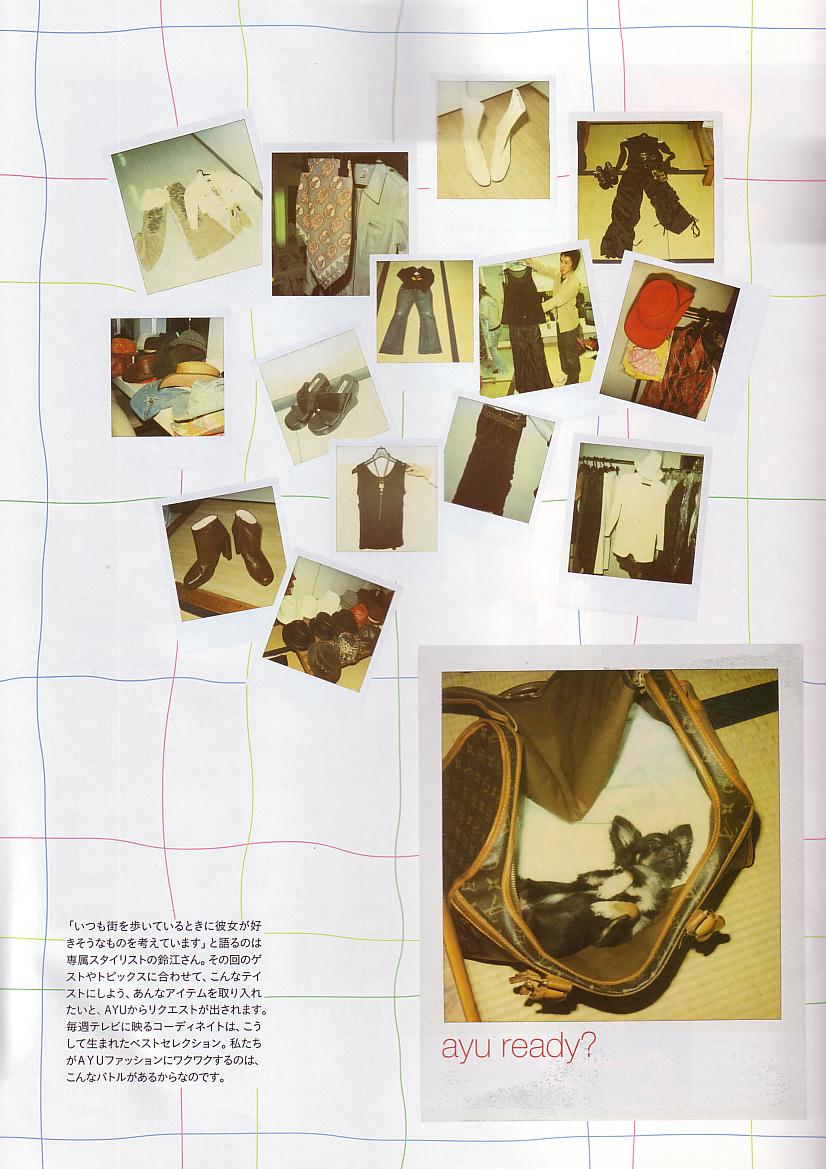 「いつも街を歩いているときに彼女が好
きそうなものを考えています」と語るのは
専属スタイリストの鈴江さん。その回のゲ
ストやトピックスに合わせて、こんなテイ
ストにしよう、あんなアイテムを取り入れ
たいと、AYUからリクエストが出されます。
毎週テレビに映るコーディネイトは、こう
して生まれたベストセレクション。私たち
がAYUファッションにワクワクするのは、
こんなバトルがあるからなのです。
ayu ready?